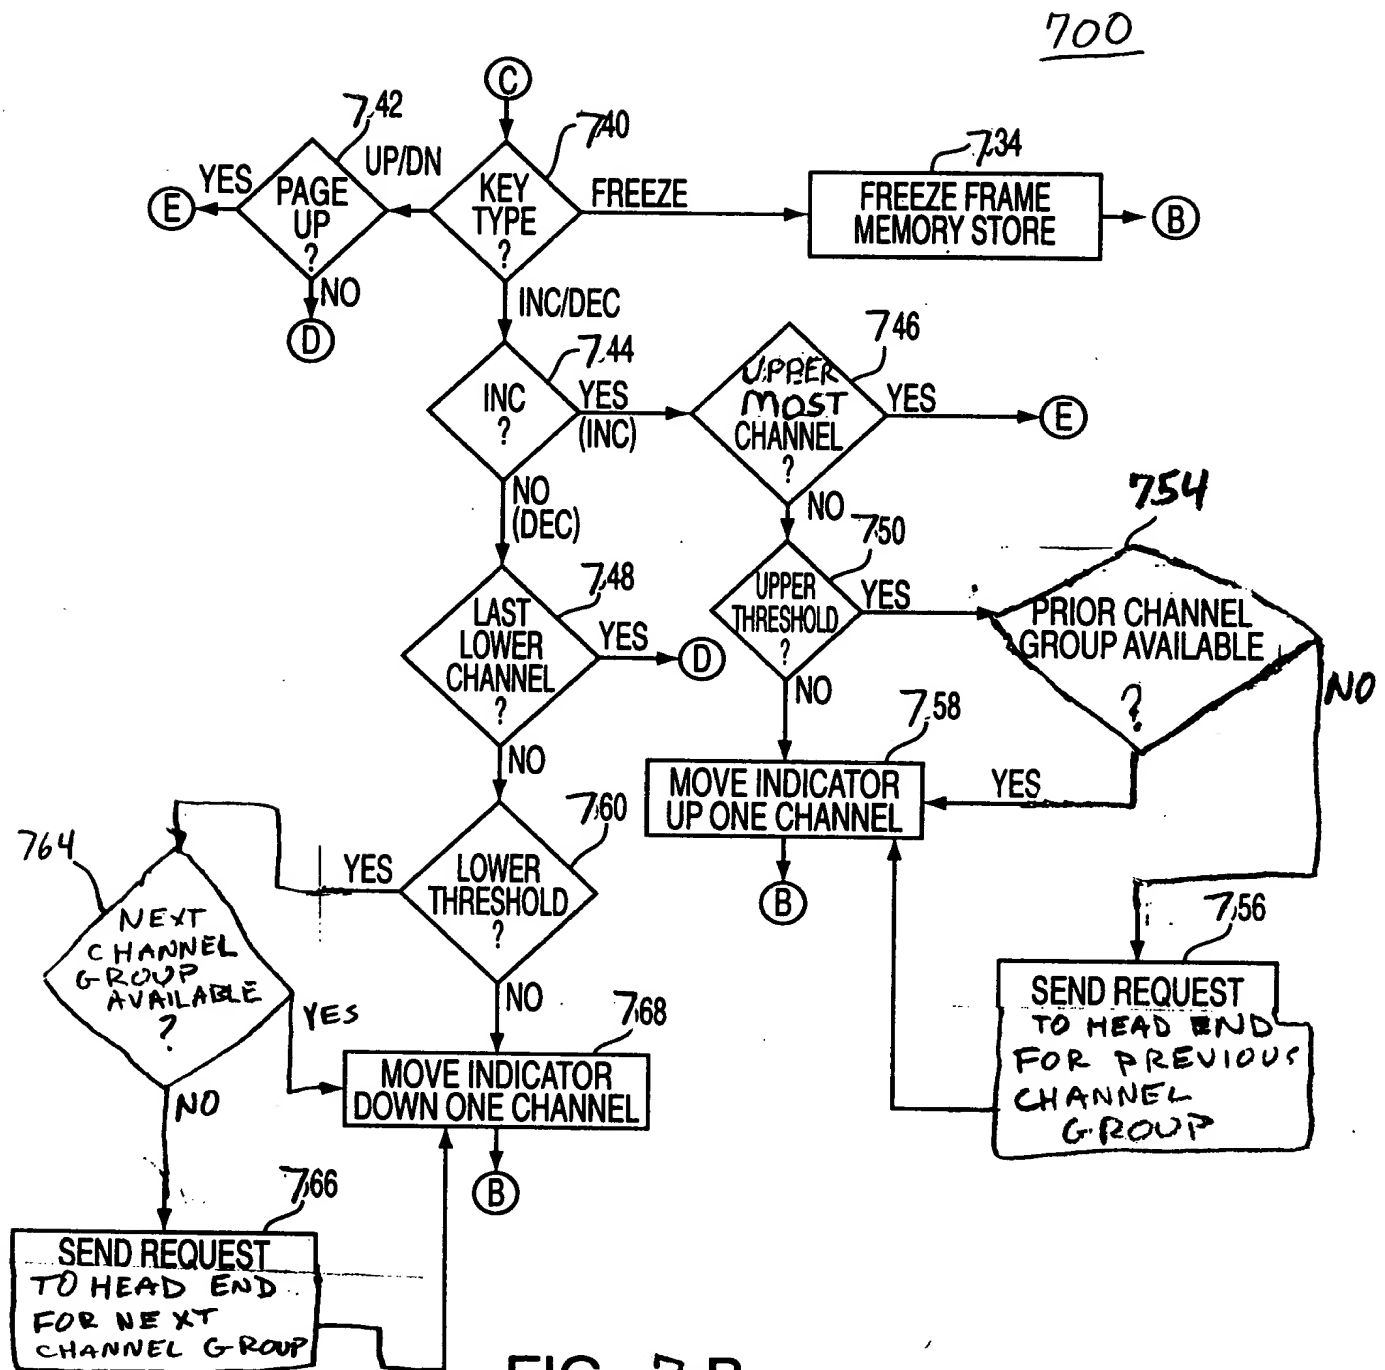 700
C
742
740
UP/DN
734
YES
E
PAGE
UP
?
KEY
TYPE
?
FREEZE
FREEZE FRAME
MEMORY STORE
B
NO
D
INC/DEC
744
746
INC
?
YES
(INC)
UPPER
MOST
CHANNEL
?
YES
E
NO
(DEC)
NO
754
748
750
LAST
LOWER
CHANNEL
?
YES
D
UPPER
THRESHOLD
?
YES
PRIOR CHANNEL
GROUP AVAILABLE
?
NO
NO
758
NO
MOVE INDICATOR
UP ONE CHANNEL
YES
760
764
YES
LOWER
THRESHOLD
?
B
NEXT
CHANNEL
GROUP
AVAILABLE
?
YES
NO
756
SEND REQUEST
TO HEAD END
FOR PREVIOUS
CHANNEL
GROUP
768
MOVE INDICATOR
DOWN ONE CHANNEL
NO
B
766
SEND REQUEST
TO HEAD END
FOR NEXT
CHANNEL GROUP
FIG. 7B